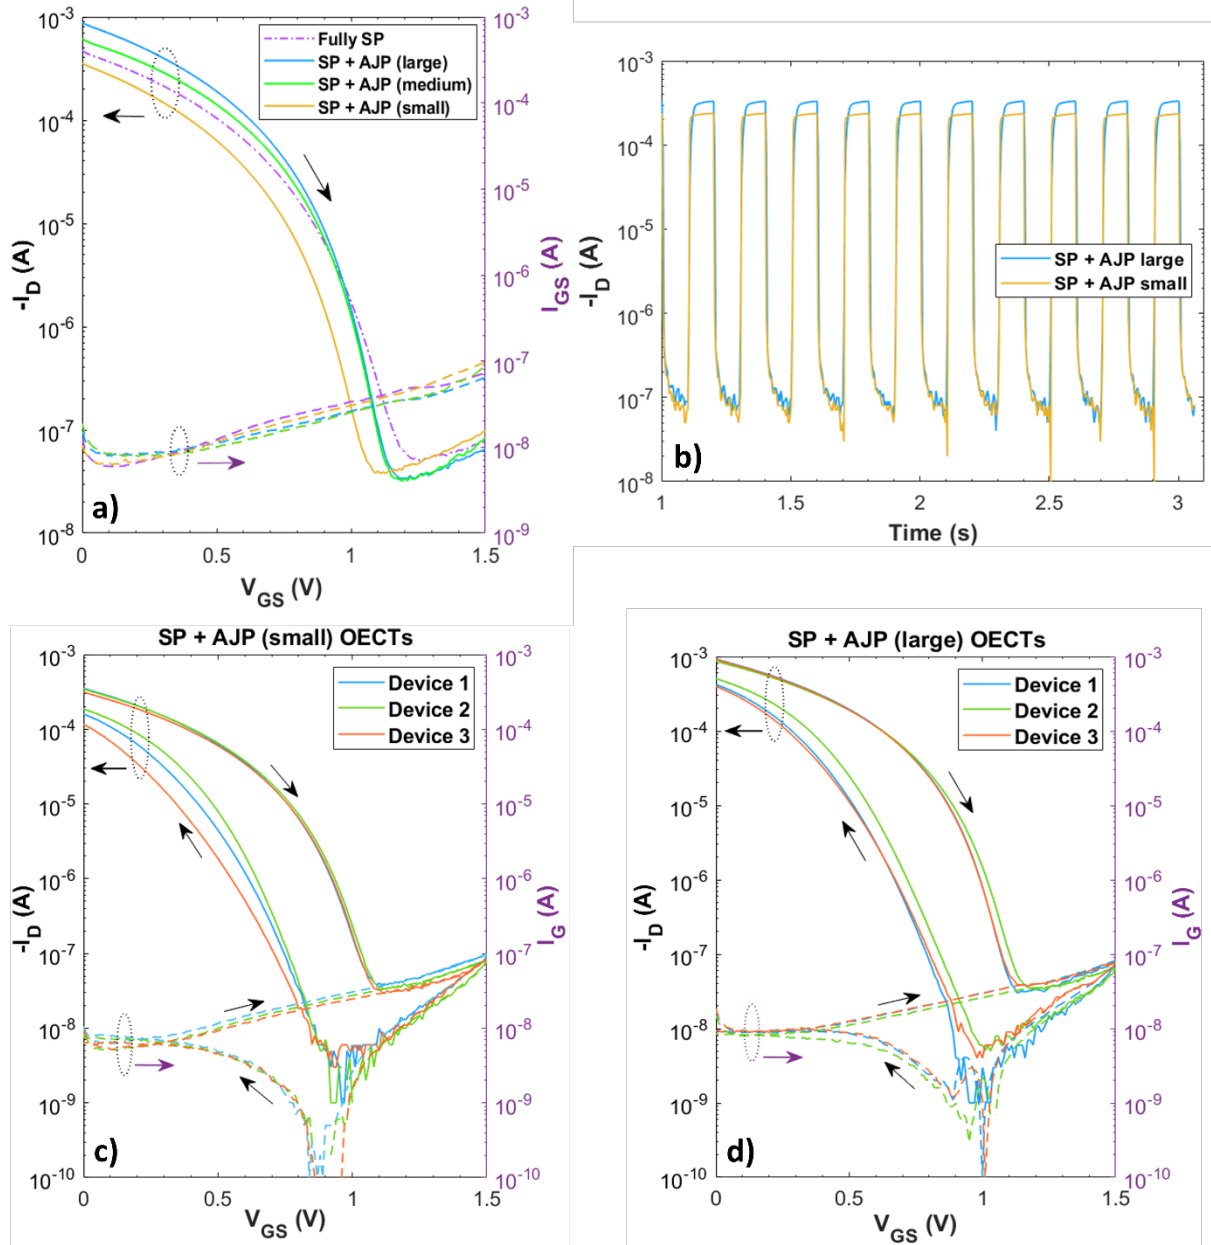 10^-3
10^-4
10^-5
10^-6
10^-7
10^-8
-I_D (A)
0
0.5
1
1.5
V_GS (V)
10^-3
10^-4
10^-5
10^-6
10^-7
10^-8
10^-9
I_GS (A)
Fully SP
SP + AJP (large)
SP + AJP (medium)
SP + AJP (small)
a)
10^-3
10^-4
10^-5
10^-6
10^-7
10^-8
-I_D (A)
1
1.5
2
2.5
3
Time (s)
SP + AJP large
SP + AJP small
b)
SP + AJP (small) OECTs
10^-3
10^-4
10^-5
10^-6
10^-7
10^-8
10^-9
10^-10
-I_D (A)
0
0.5
1
1.5
V_GS (V)
10^-3
10^-4
10^-5
10^-6
10^-7
10^-8
10^-9
10^-10
I_G (A)
Device 1
Device 2
Device 3
c)
SP + AJP (large) OECTs
10^-3
10^-4
10^-5
10^-6
10^-7
10^-8
10^-9
10^-10
-I_D (A)
0
0.5
1
1.5
V_GS (V)
10^-3
10^-4
10^-5
10^-6
10^-7
10^-8
10^-9
10^-10
I_G (A)
Device 1
Device 2
Device 3
d)